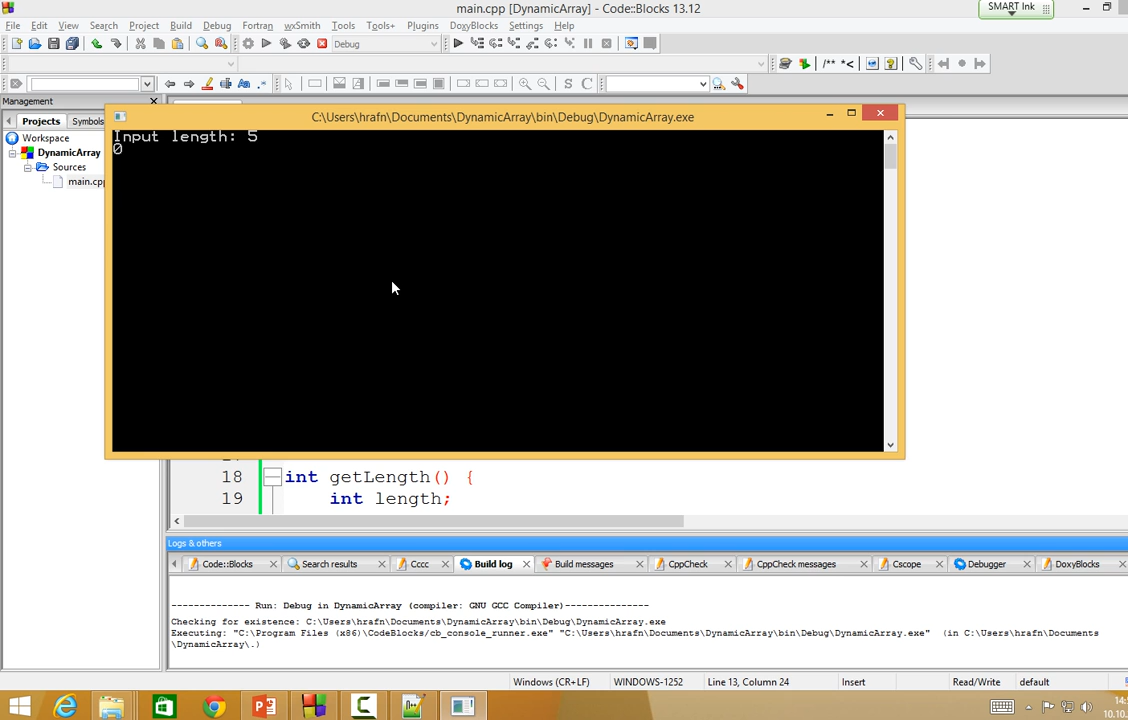 main.cpp [DynamicArray] - Code::Blocks 13.12
SMART Ink
File Edit View Search Project Build Debug Fortran wxSmith Tools Tools+ Plugins DoxyBlocks Settings Help
Debug
/** *<
S C
Management
Projects Symbols
Workspace
DynamicArray
Sources
main.cpp
C:\Users\hrafn\Documents\DynamicArray\bin\Debug\DynamicArray.exe
Input length: 5
0
18 int getLength() {
19 int length;
Logs & others
Code::Blocks Search results Cccc Build log Build messages CppCheck CppCheck messages Cscope Debugger DoxyBlocks
-------------- Run: Debug in DynamicArray (compiler: GNU GCC Compiler)---------------
Checking for existence: C:\Users\hrafn\Documents\DynamicArray\bin\Debug\DynamicArray.exe
Executing: "C:\Program Files (x86)\CodeBlocks/cb_console_runner.exe" "C:\Users\hrafn\Documents\DynamicArray\bin\Debug\DynamicArray.exe" (in C:\Users\hrafn\Documents
\DynamicArray\.)
Windows (CR+LF) WINDOWS-1252 Line 13, Column 24 Insert Read/Write default